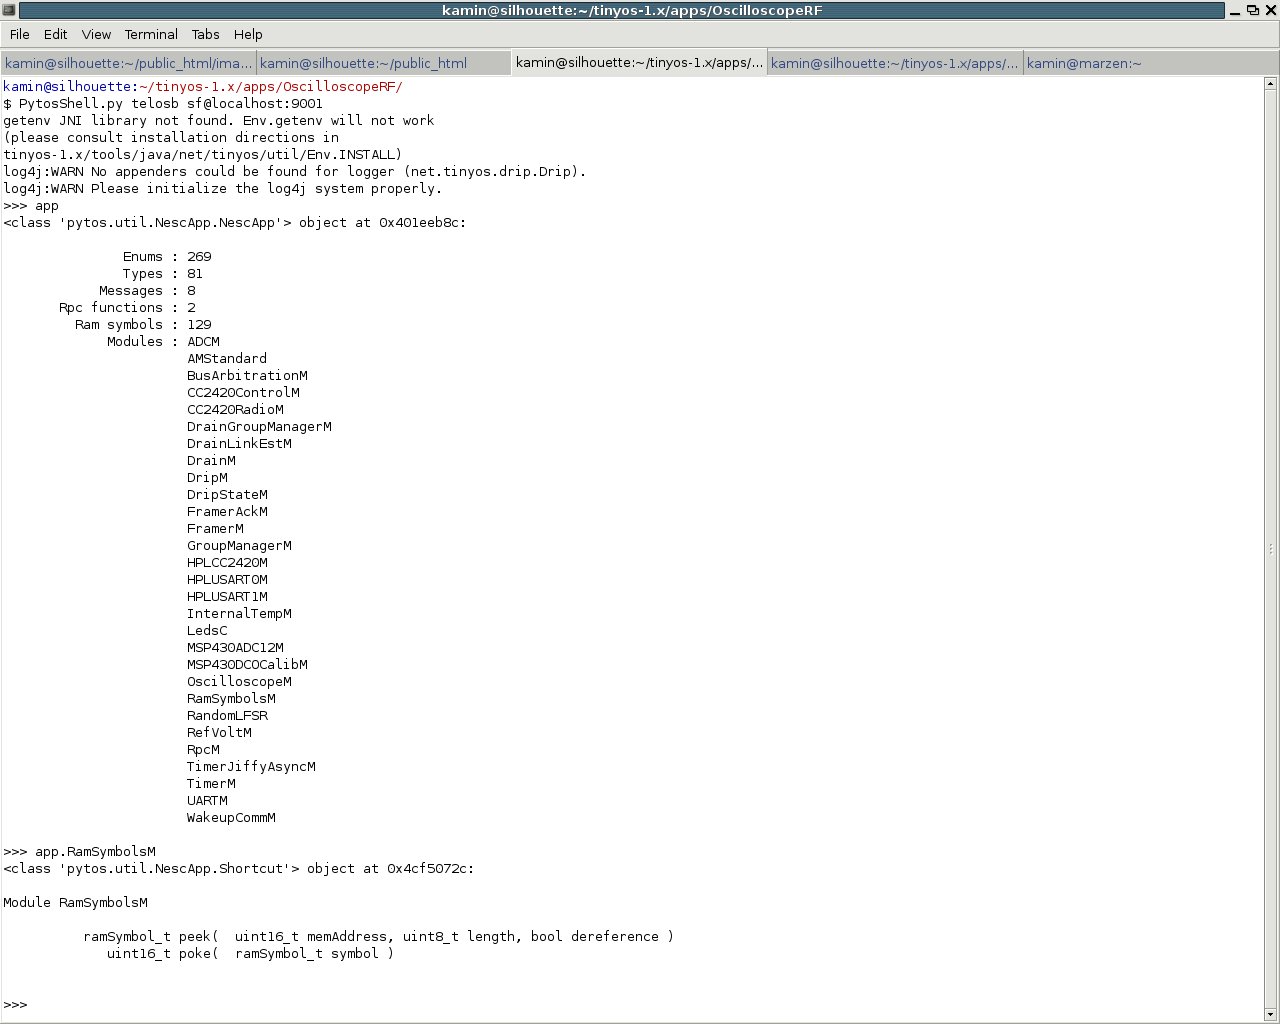 kamin@silhouette:~/tinyos-1.x/apps/OscilloscopeRF
File Edit View Terminal Tabs Help
kamin@silhouette:~/public_html/ima... kamin@silhouette:~/public_html kamin@silhouette:~/tinyos-1.x/apps/... kamin@silhouette:~/tinyos-1.x/apps/... kamin@marzen:~
kamin@silhouette:~/tinyos-1.x/apps/OscilloscopeRF/
$ PytosShell.py telosb sf@localhost:9001
getenv JNI library not found. Env.getenv will not work
(please consult installation directions in
tinyos-1.x/tools/java/net/tinyos/util/Env.INSTALL)
log4j:WARN No appenders could be found for logger (net.tinyos.drip.Drip).
log4j:WARN Please initialize the log4j system properly.
>>> app
<class 'pytos.util.NescApp.NescApp'> object at 0x401eeb8c:
Enums : 269
Types : 81
Messages : 8
Rpc functions : 2
Ram symbols : 129
Modules : ADCM
AMStandard
BusArbitrationM
CC2420ControlM
CC2420RadioM
DrainGroupManagerM
DrainLinkEstM
DrainM
DripM
DripStateM
FramerAckM
FramerM
GroupManagerM
HPLCC2420M
HPLUSART0M
HPLUSART1M
InternalTempM
LedsC
MSP430ADC12M
MSP430DCOCalibM
OscilloscopeM
RamSymbolsM
RandomLFSR
RefVoltM
RpcM
TimerJiffyAsyncM
TimerM
UARTM
WakeupCommM
>>> app.RamSymbolsM
<class 'pytos.util.NescApp.Shortcut'> object at 0x4cf5072c:
Module RamSymbolsM
ramSymbol_t peek(  uint16_t memAddress, uint8_t length, bool dereference )
uint16_t poke(  ramSymbol_t symbol )
>>>